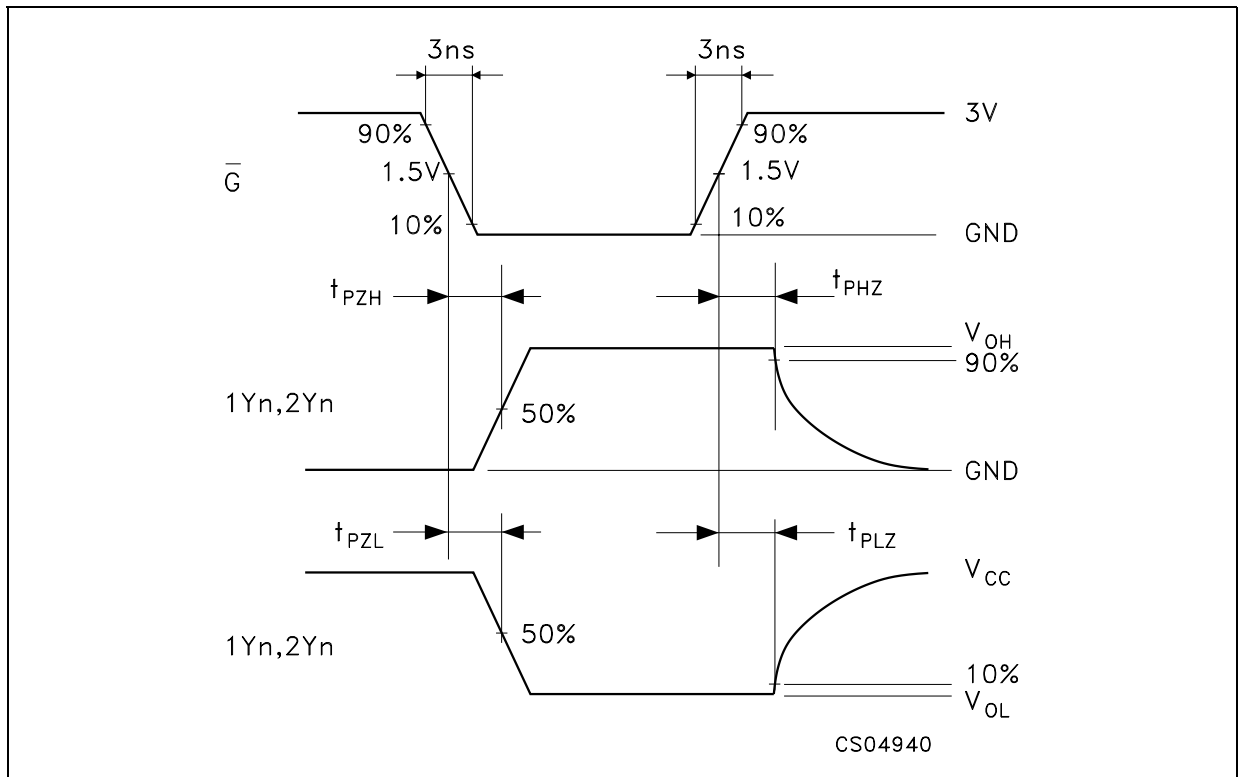 3ns 3ns
3V
90% 90%
G̅ 1.5V 1.5V
10% 10%
GND
tPZH tPHZ
VOH
90%
1Yn,2Yn 50%
GND
tPZL tPLZ
VCC
1Yn,2Yn 50%
10%
VOL
CS04940